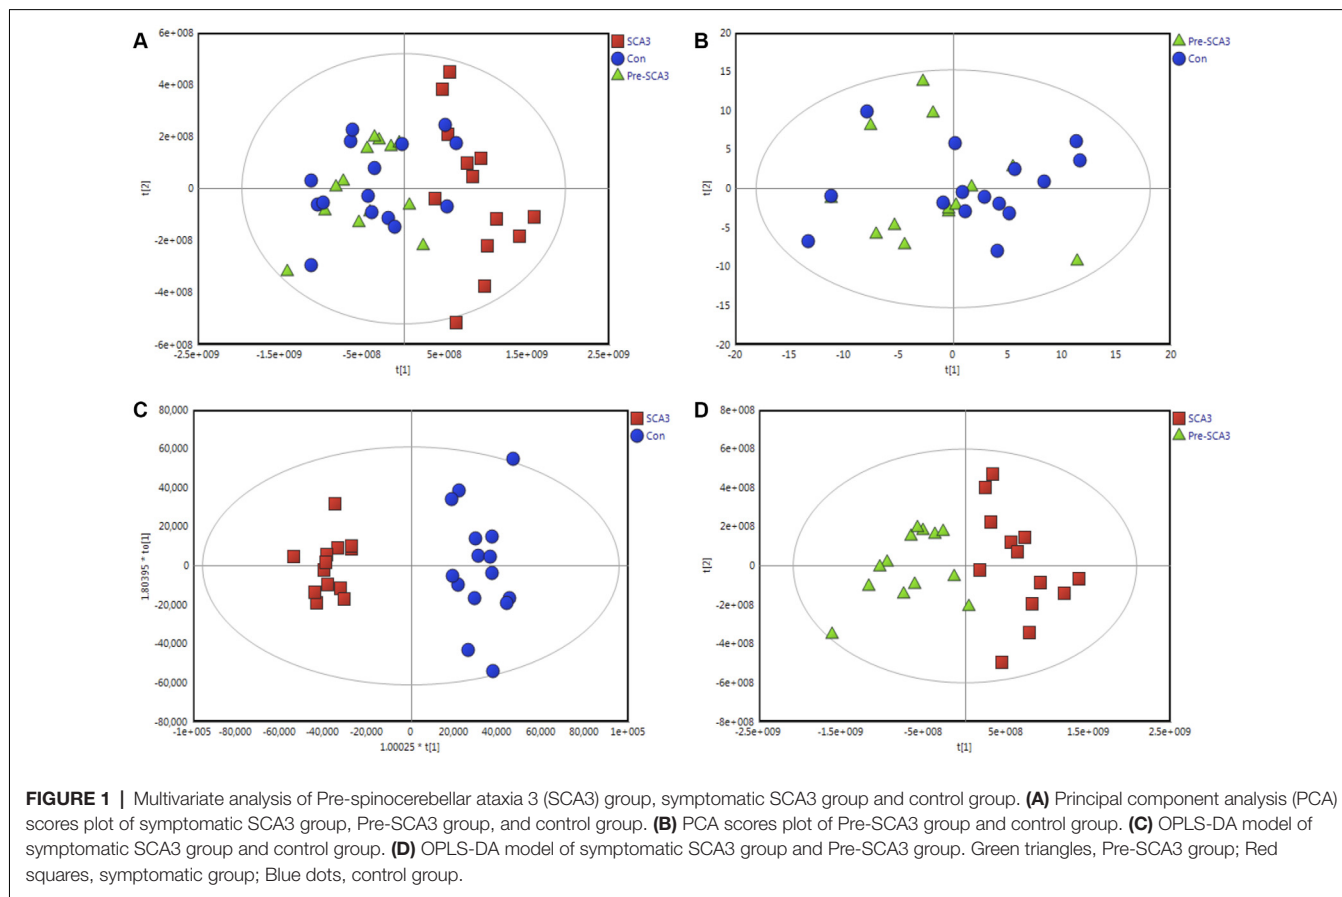 A
6e+008
4e+008
2e+008
0
-2e+008
-4e+008
-6e+008
t[2]
-2.5e+009 -1.5e+009 -5e+008 5e+008 1.5e+009 2.5e+009
t[1]
SCA3
Con
Pre-SCA3
B
20
15
10
5
0
-5
-10
-15
-20
t[2]
-20 -15 -10 -5 0 5 10 15 20
t[1]
Pre-SCA3
Con
C
80,000
60,000
40,000
20,000
0
-20,000
-40,000
-60,000
-80,000
1.80395 * to[1]
-1e+005 -80,000 -60,000 -40,000 -20,000 0 20,000 40,000 60,000 80,000 1e+005
1.00025 * t[1]
SCA3
Con
D
8e+008
6e+008
4e+008
2e+008
0
-2e+008
-4e+008
-6e+008
-8e+008
t[2]
-2.5e+009 -1.5e+009 -5e+008 5e+008 1.5e+009 2.5e+009
t[1]
SCA3
Pre-SCA3
FIGURE 1 | Multivariate analysis of Pre-spinocerebellar ataxia 3 (SCA3) group, symptomatic SCA3 group and control group. (A) Principal component analysis (PCA)
scores plot of symptomatic SCA3 group, Pre-SCA3 group, and control group. (B) PCA scores plot of Pre-SCA3 group and control group. (C) OPLS-DA model of
symptomatic SCA3 group and control group. (D) OPLS-DA model of symptomatic SCA3 group and Pre-SCA3 group. Green triangles, Pre-SCA3 group; Red
squares, symptomatic group; Blue dots, control group.